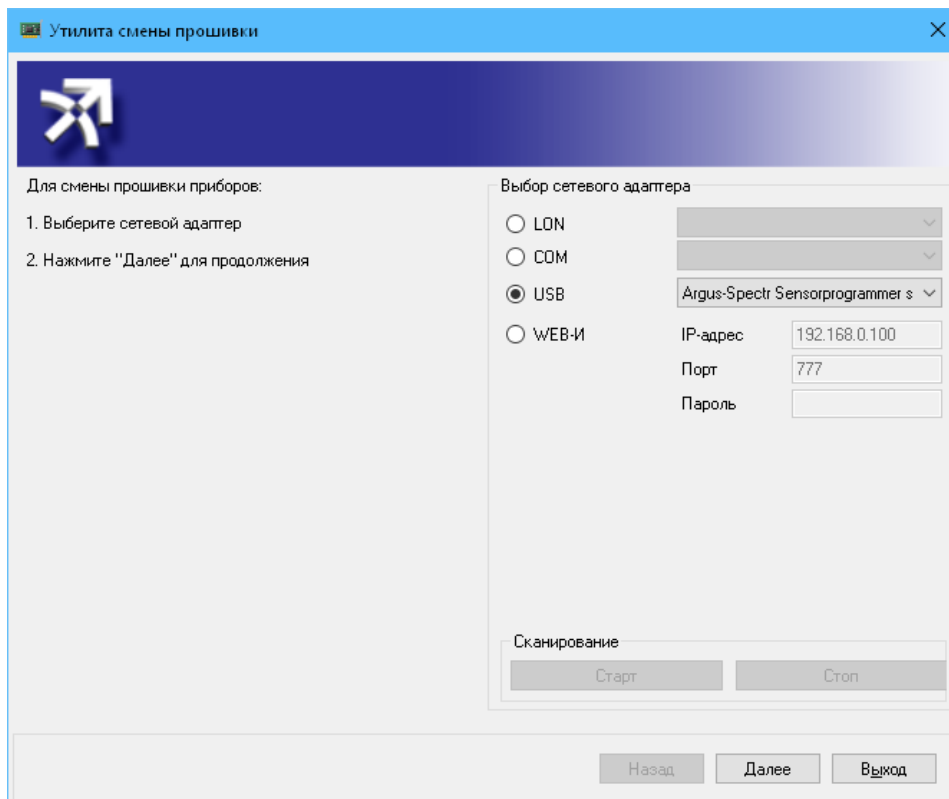 Утилита смены прошивки
Для смены прошивки приборов:
1. Выберите сетевой адаптер
2. Нажмите "Далее" для продолжения
Выбор сетевого адаптера
LON
COM
USB Argus-Spectr Sensorprogrammer s
WEB-И IP-адрес 192.168.0.100
Порт 777
Пароль
Сканирование
Старт Стоп
Назад Далее Выход